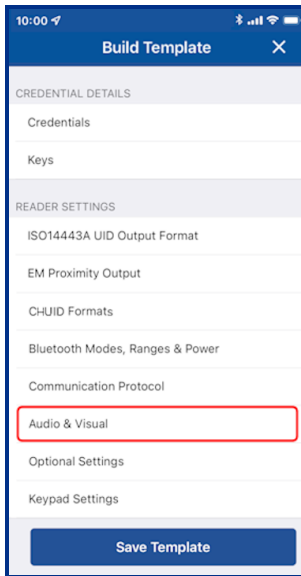 10:00
Build Template
CREDENTIAL DETAILS
Credentials
Keys
READER SETTINGS
ISO14443A UID Output Format
EM Proximity Output
CHUID Formats
Bluetooth Modes, Ranges & Power
Communication Protocol
Audio & Visual
Optional Settings
Keypad Settings
Save Template